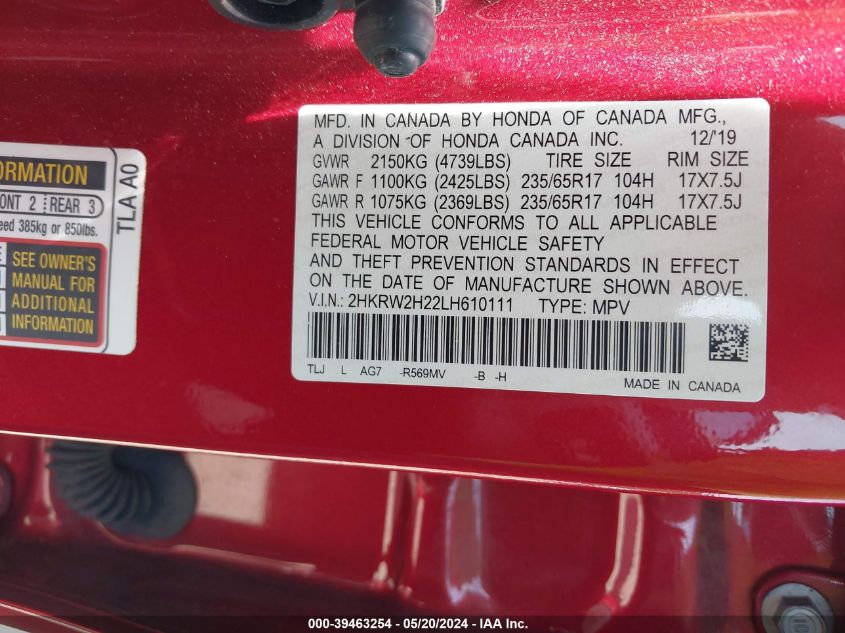 MFD. IN CANADA BY HONDA OF CANADA MFG.,
A DIVISION OF HONDA CANADA INC. 12/19
GVWR 2150KG (4739LBS) TIRE SIZE RIM SIZE
GAWR F 1100KG (2425LBS) 235/65R17 104H 17X7.5J
GAWR R 1075KG (2369LBS) 235/65R17 104H 17X7.5J
THIS VEHICLE CONFORMS TO ALL APPLICABLE
FEDERAL MOTOR VEHICLE SAFETY
AND THEFT PREVENTION STANDARDS IN EFFECT
ON THE DATE OF MANUFACTURE SHOWN ABOVE.
V.I.N.: 2HKRW2H22LH610111 TYPE: MPV
TLJ L AG7 -R569MV -B -H
MADE IN CANADA
ORMATION
ONT 2 REAR 3
eed 385kg or 850lbs.
SEE OWNER'S
MANUAL FOR
ADDITIONAL
INFORMATION
TLA A0
000-39463254 - 05/20/2024 - IAA Inc.